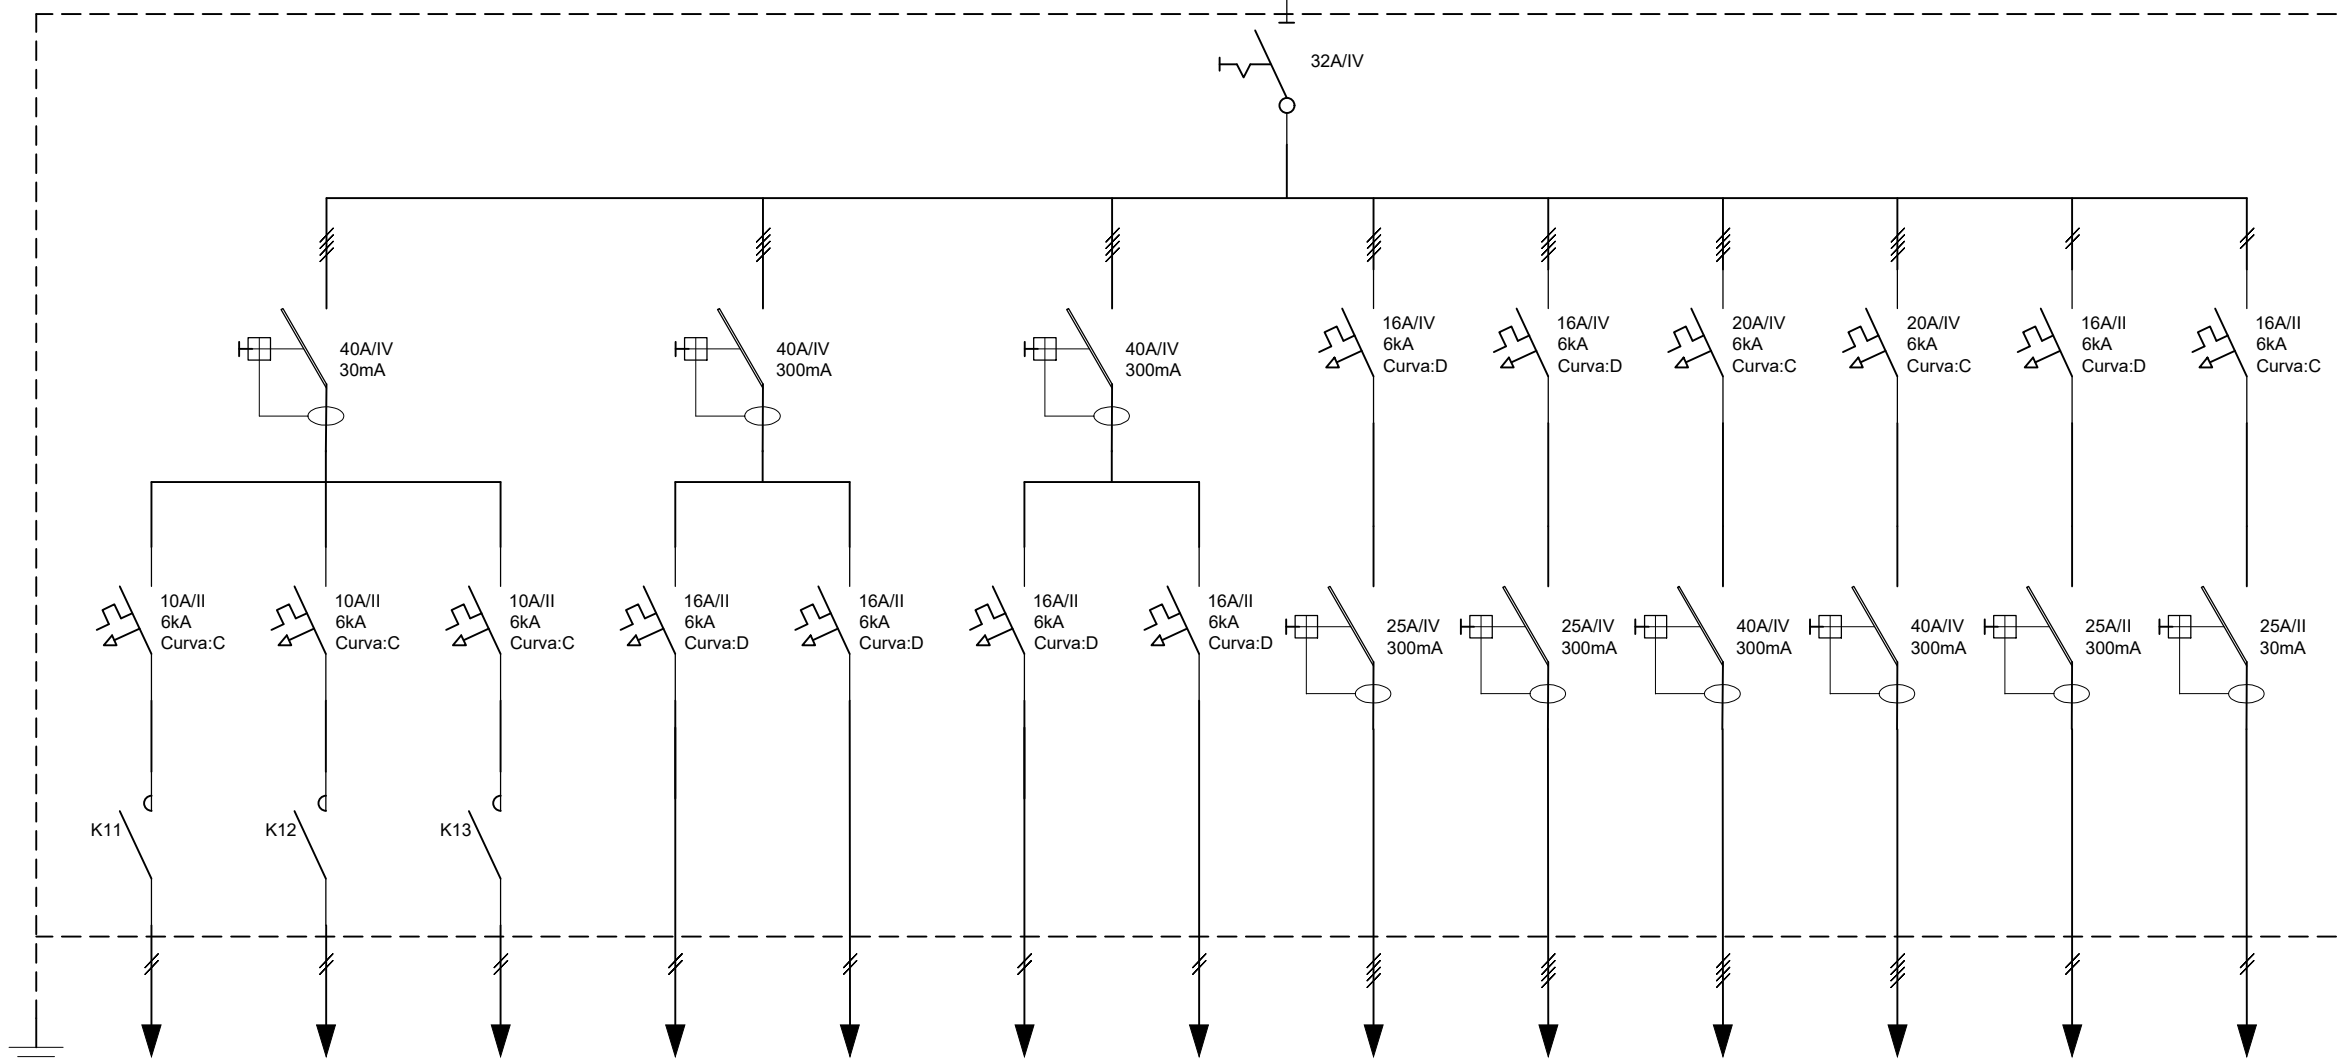 32A/IV
40A/IV
30mA
40A/IV
300mA
40A/IV
300mA
16A/IV
6kA
Curva:D
16A/IV
6kA
Curva:D
20A/IV
6kA
Curva:C
20A/IV
6kA
Curva:C
16A/II
6kA
Curva:D
16A/II
6kA
Curva:C
10A/II
6kA
Curva:C
10A/II
6kA
Curva:C
10A/II
6kA
Curva:C
16A/II
6kA
Curva:D
16A/II
6kA
Curva:D
16A/II
6kA
Curva:D
16A/II
6kA
Curva:D
25A/IV
300mA
25A/IV
300mA
40A/IV
300mA
40A/IV
300mA
25A/II
300mA
25A/II
30mA
K11
K12
K13